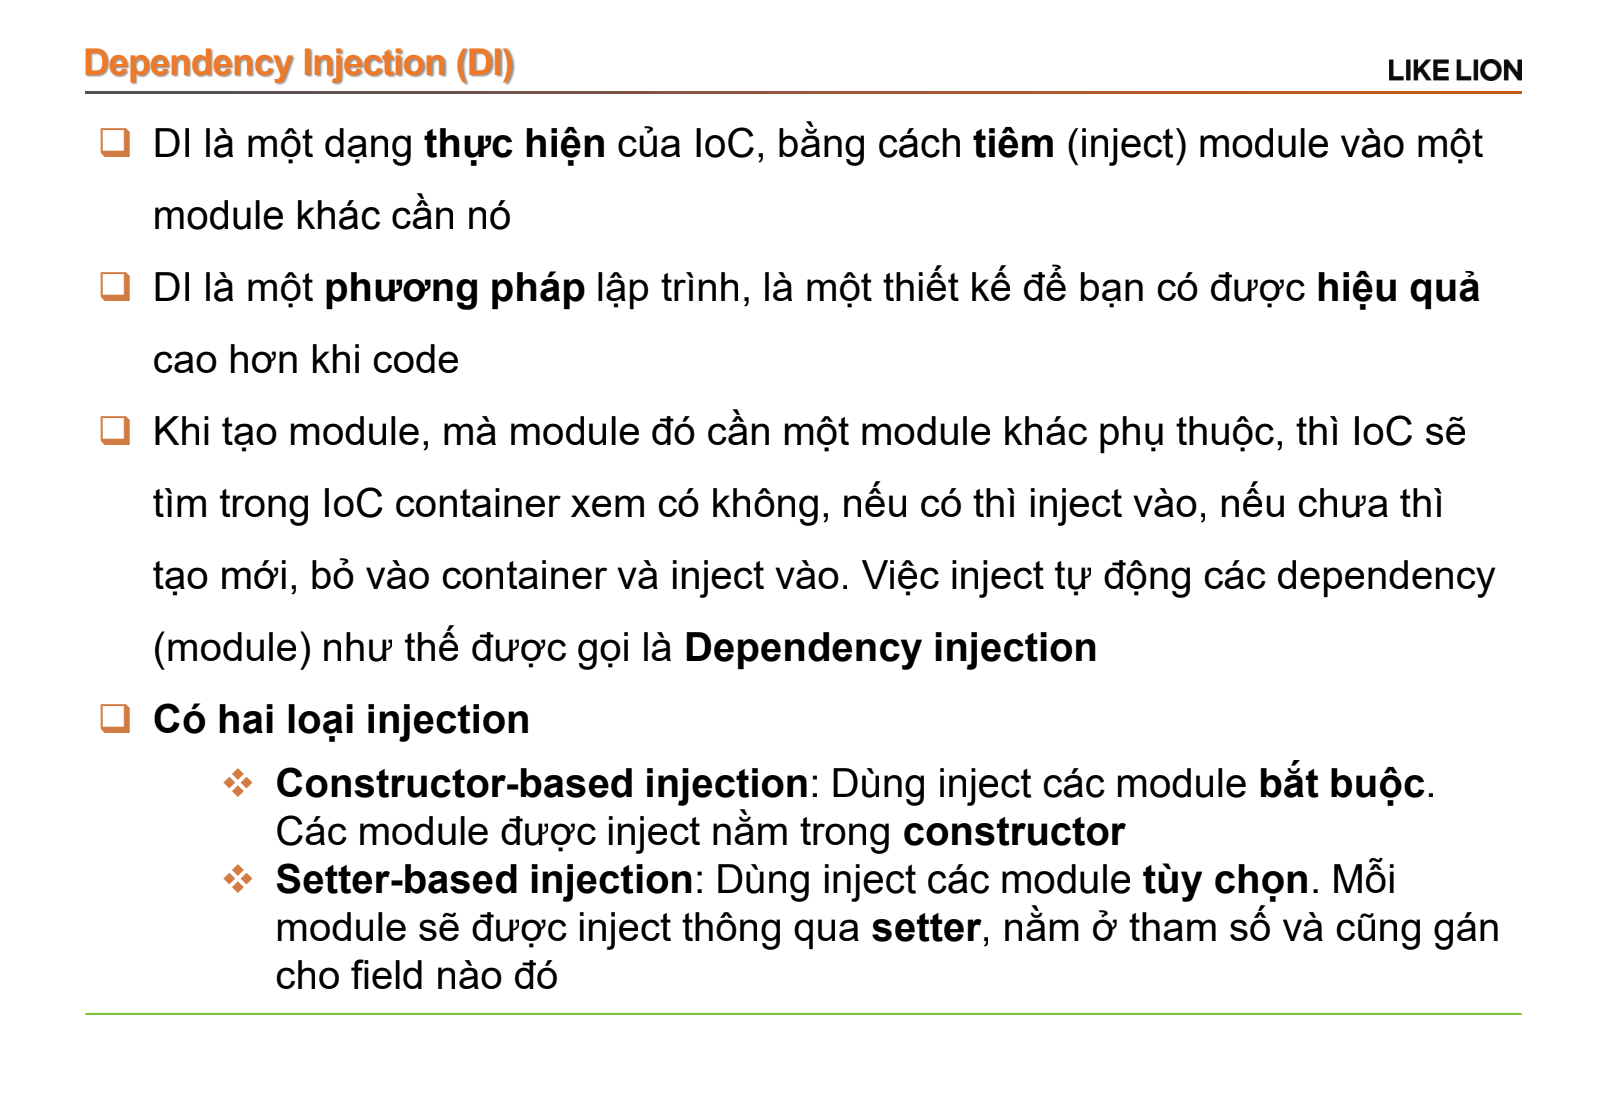 Dependency Injection (DI)
LIKE LION
DI là một dạng thực hiện của IoC, bằng cách tiêm (inject) module vào một
module khác cần nó
DI là một phương pháp lập trình, là một thiết kế để bạn có được hiệu quả
cao hơn khi code
Khi tạo module, mà module đó cần một module khác phụ thuộc, thì IoC sẽ
tìm trong IoC container xem có không, nếu có thì inject vào, nếu chưa thì
tạo mới, bỏ vào container và inject vào. Việc inject tự động các dependency
(module) như thế được gọi là Dependency injection
Có hai loại injection
Constructor-based injection: Dùng inject các module bắt buộc.
Các module được inject nằm trong constructor
Setter-based injection: Dùng inject các module tùy chọn. Mỗi
module sẽ được inject thông qua setter, nằm ở tham số và cũng gán
cho field nào đó